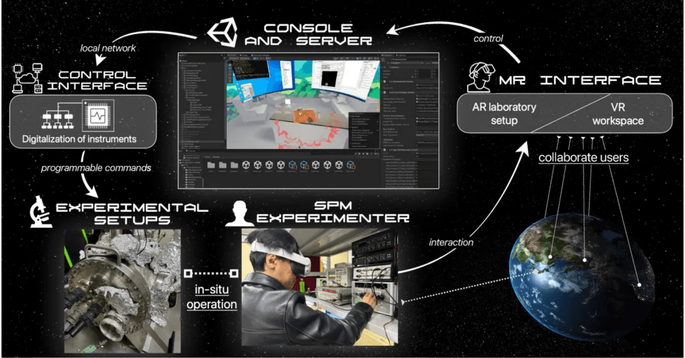 CONSOLE
AND SERVER
local network
control
CONTROL
INTERFACE
MR INTERFACE
AR laboratory
setup
VR
workspace
Digitalization of instruments
collaborate users
programmable commands
EXPERIMENTAL
SETUPS
SPM
EXPERIMENTER
interaction
in-situ
operation